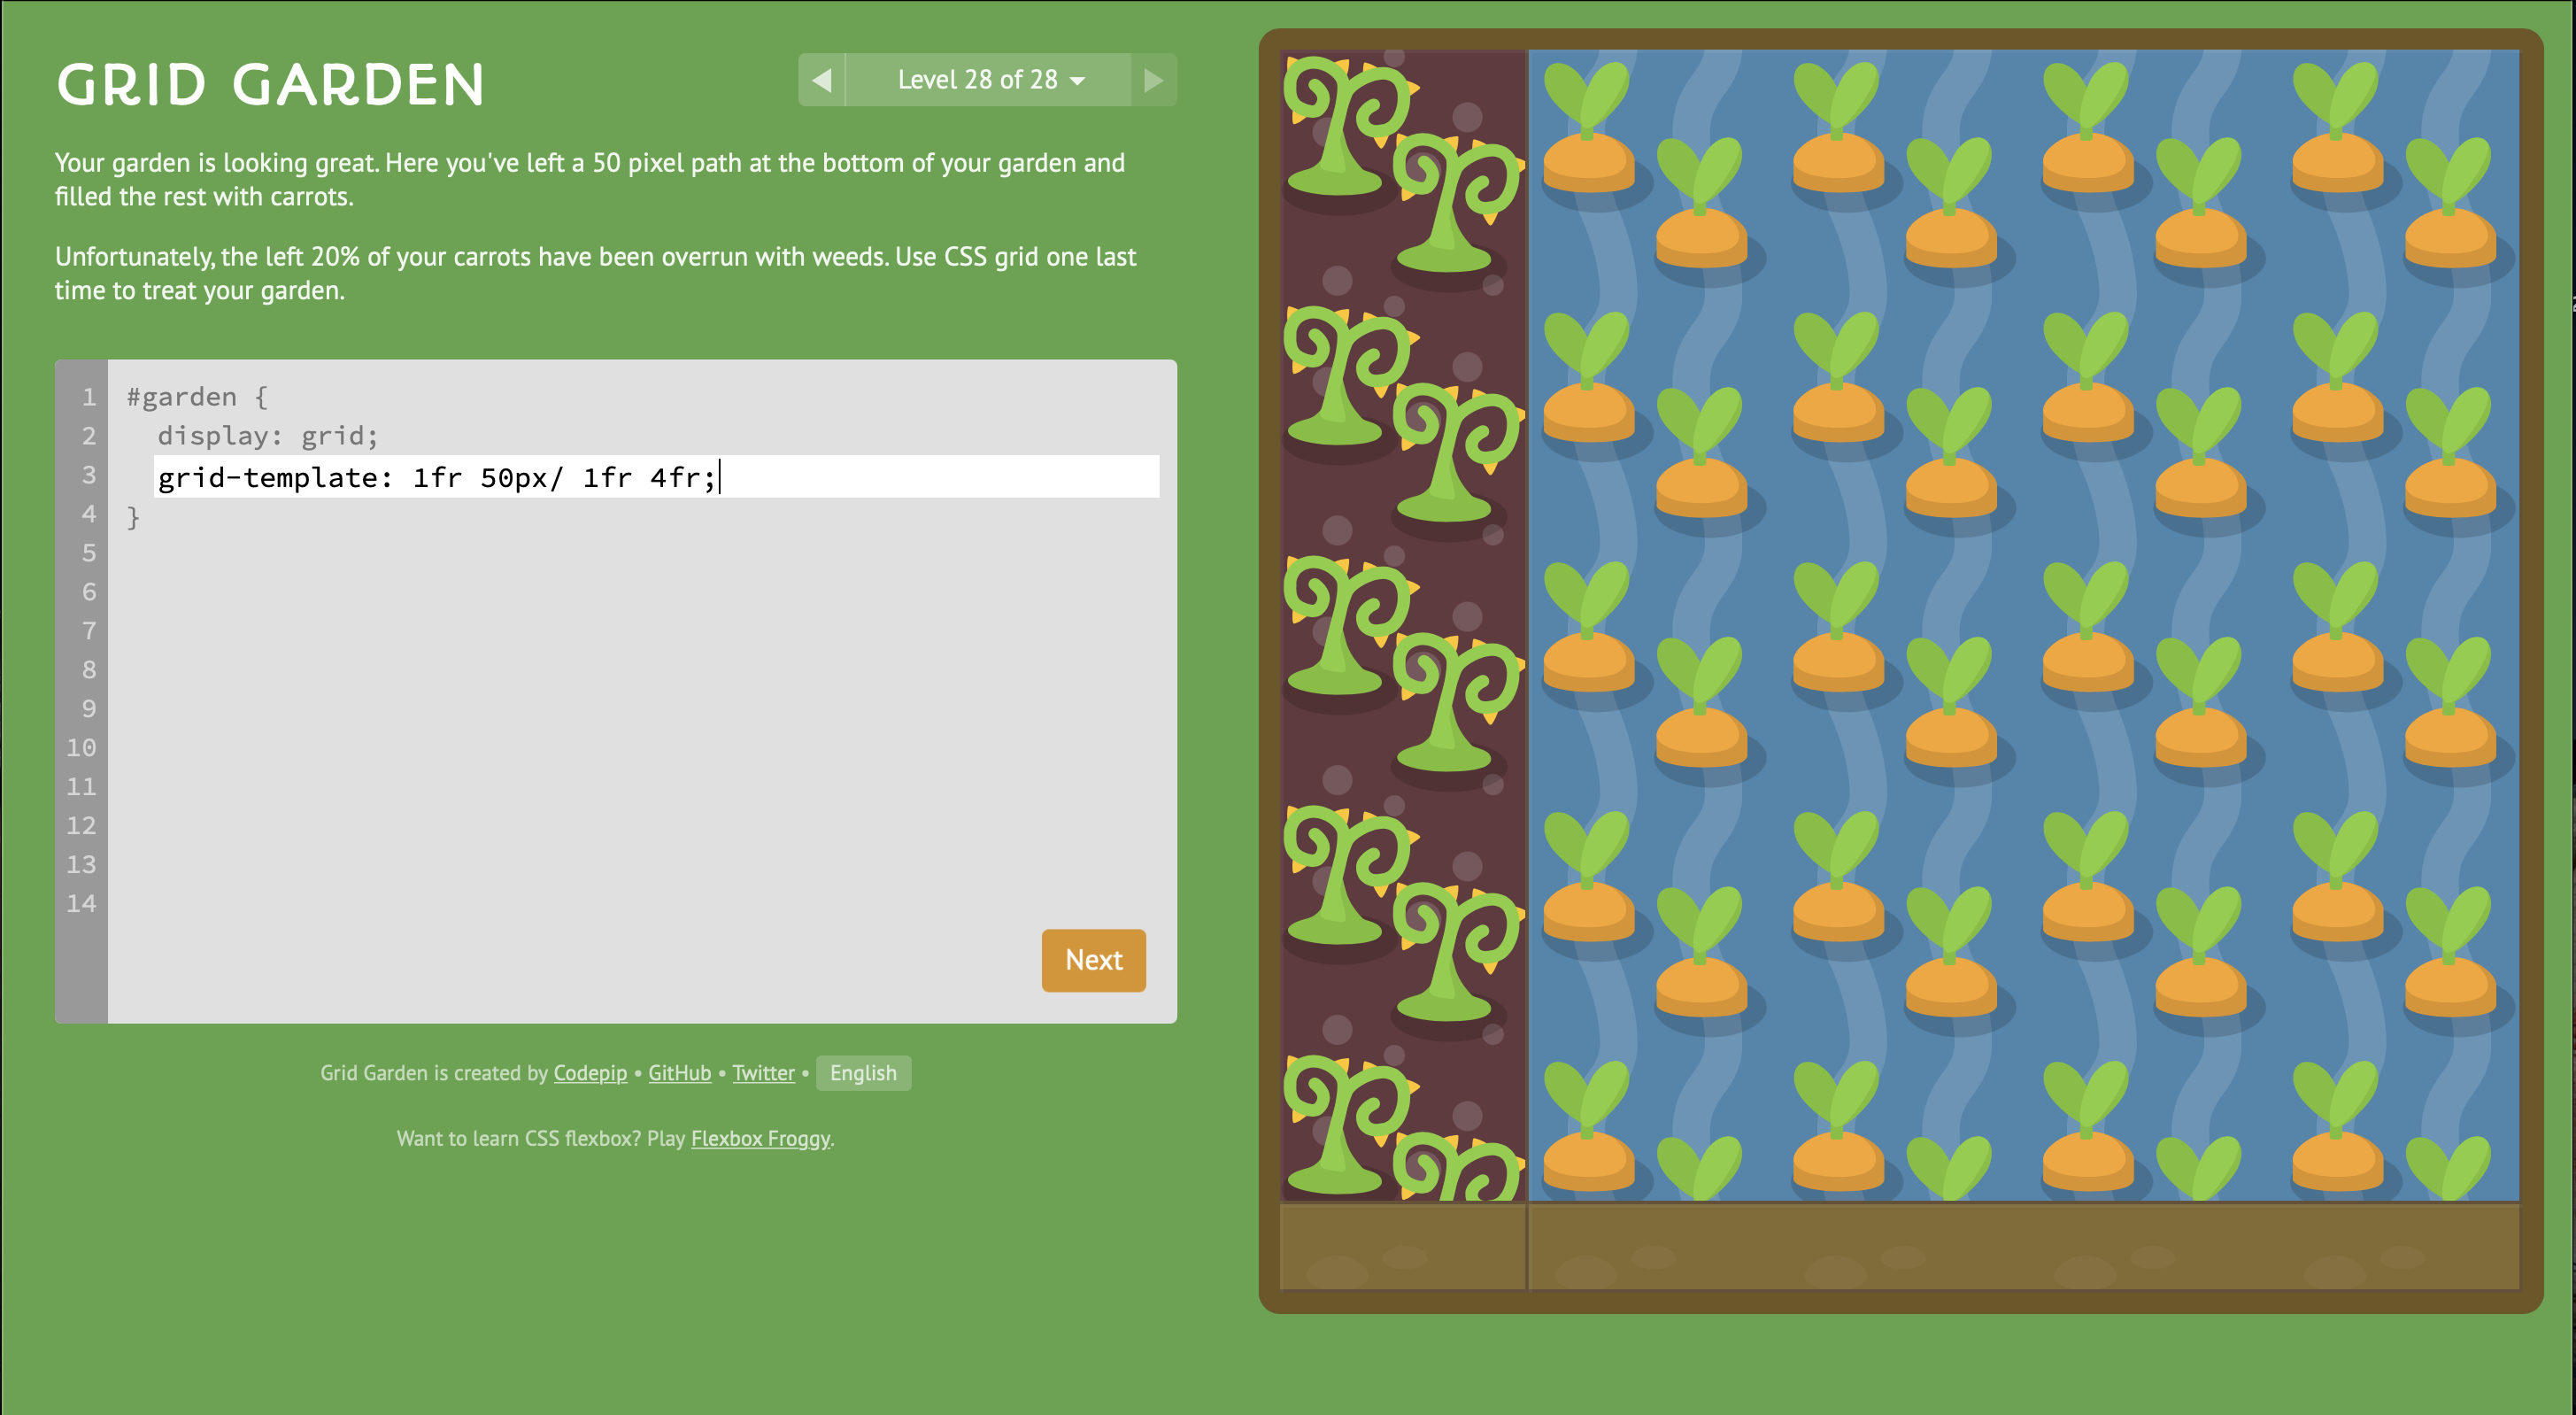 GRID GARDEN
Level 28 of 28
Your garden is looking great. Here you've left a 50 pixel path at the bottom of your garden and
filled the rest with carrots.
Unfortunately, the left 20% of your carrots have been overrun with weeds. Use CSS grid one last
time to treat your garden.
1 #garden {
2 display: grid;
3 grid-template: 1fr 50px/ 1fr 4fr;
4 }
5
6
7
8
9
10
11
12
13
14
Next
Grid Garden is created by Codepip • GitHub • Twitter • English
Want to learn CSS flexbox? Play Flexbox Froggy.